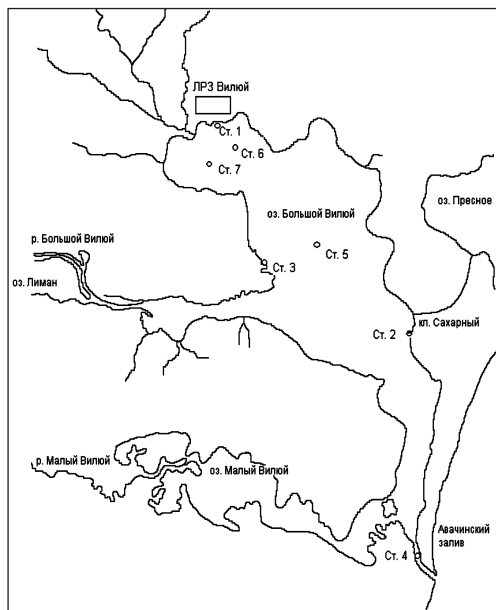 ЛРЗ Вилюй
Ст. 1
Ст. 6
Ст. 7
оз. Пресное
оз. Большой Вилюй
р. Большой Вилюй
Ст. 5
Ст. 3
оз. Лиман
кл. Сахарный
Ст. 2
р. Малый Вилюй
оз. Малый Вилюй
Авачинский
залив
Ст. 4